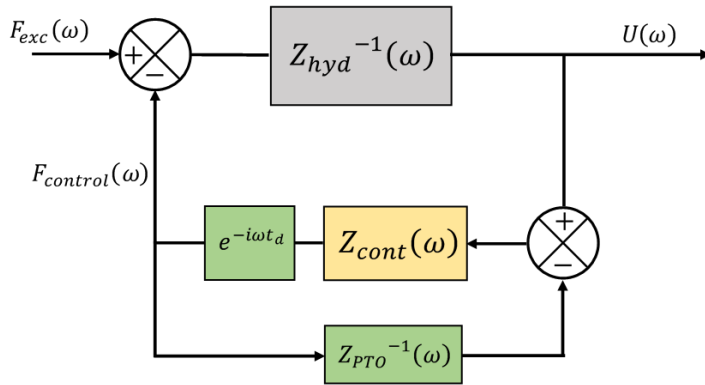 F_exc(ω)
+
−
Z_hyd^−1(ω)
U(ω)
F_control(ω)
e^−iωt_d
Z_cont(ω)
+
−
Z_PTO^−1(ω)